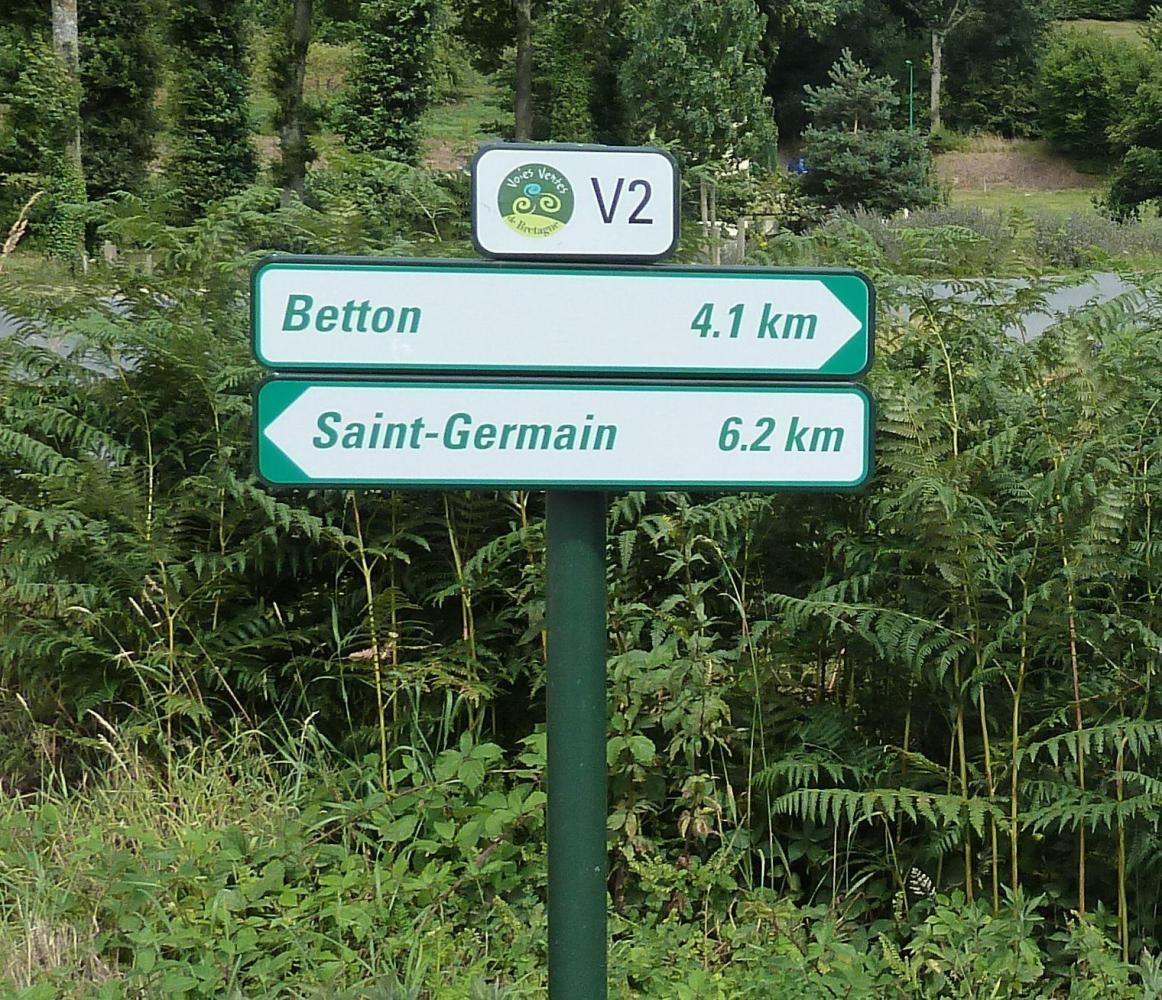 Voies Vertes
de Bretagne
V2
Betton 4.1 km
Saint-Germain 6.2 km